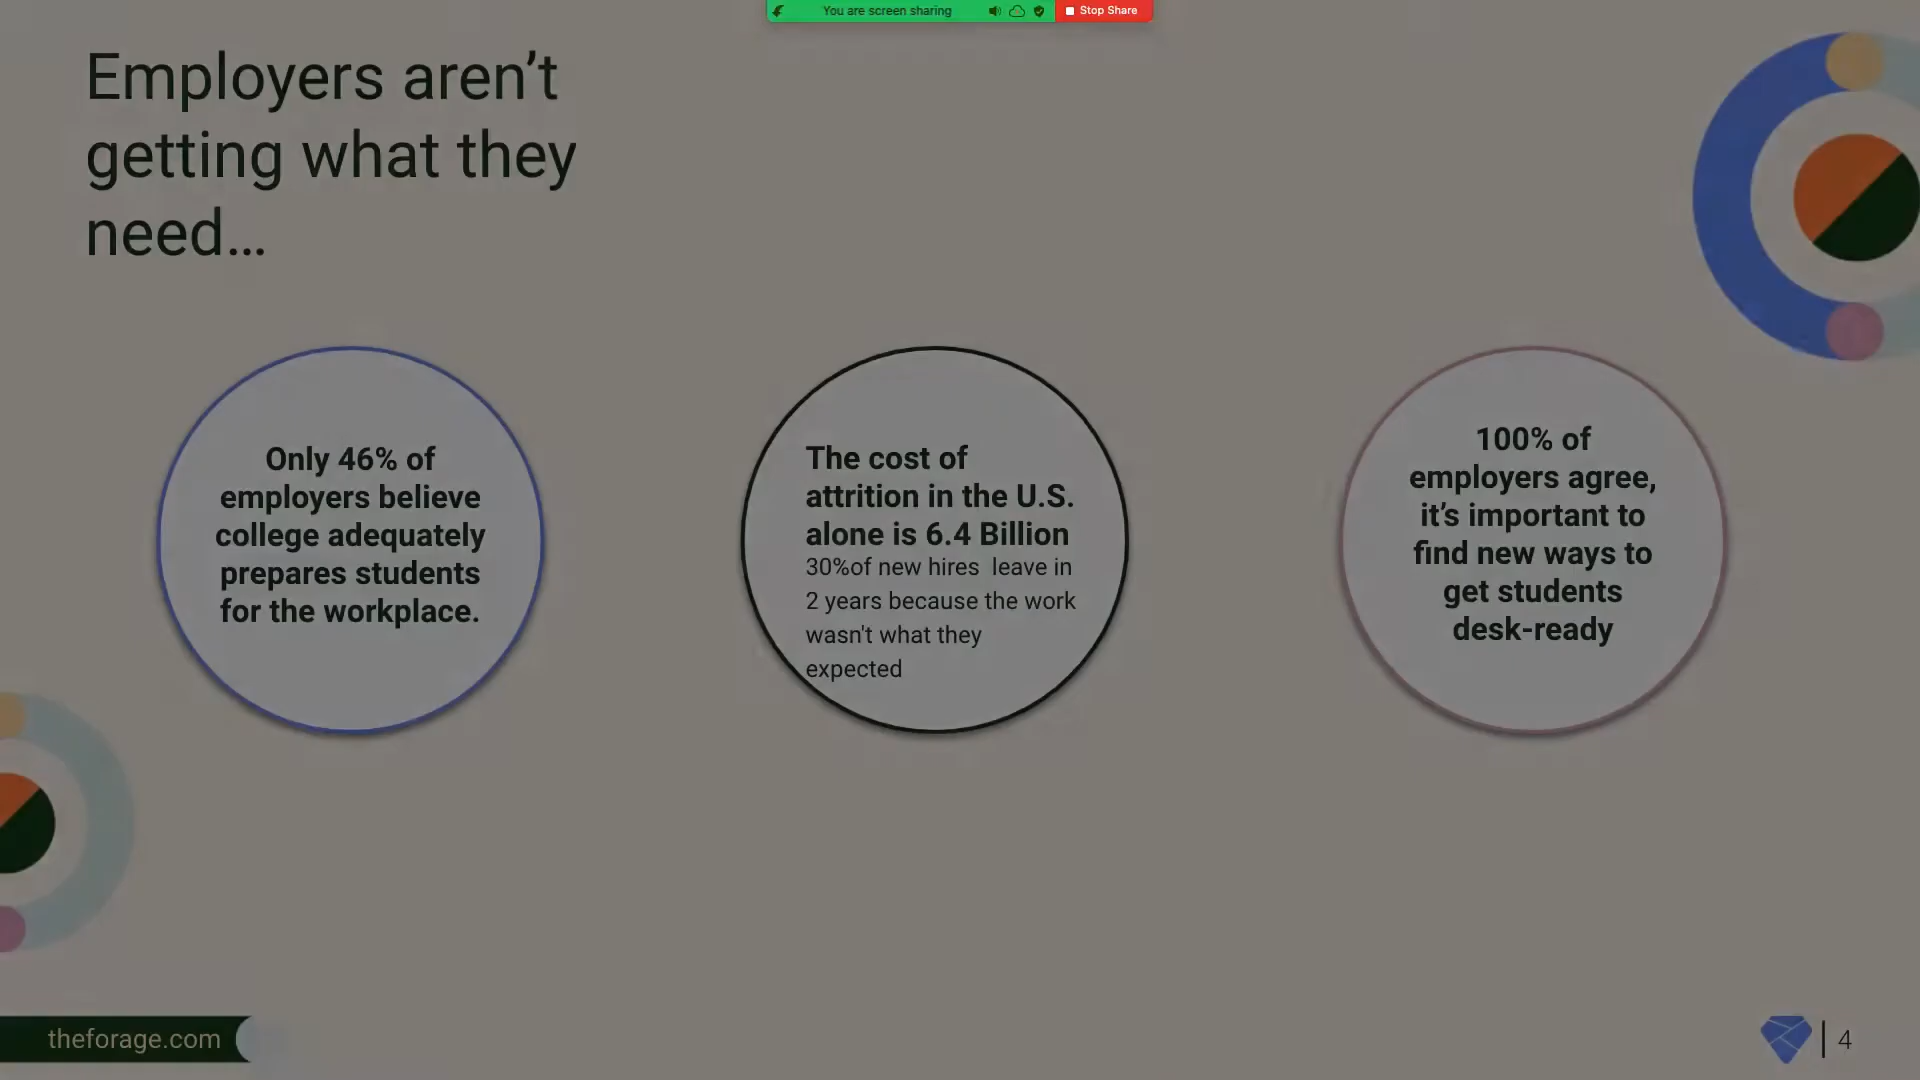 You are screen sharing
Stop Share
Employers aren’t
getting what they
need…
Only 46% of
employers believe
college adequately
prepares students
for the workplace.
The cost of
attrition in the U.S.
alone is 6.4 Billion
30%of new hires  leave in
2 years because the work
wasn't what they
expected
100% of
employers agree,
it’s important to
find new ways to
get students
desk-ready
theforage.com
4